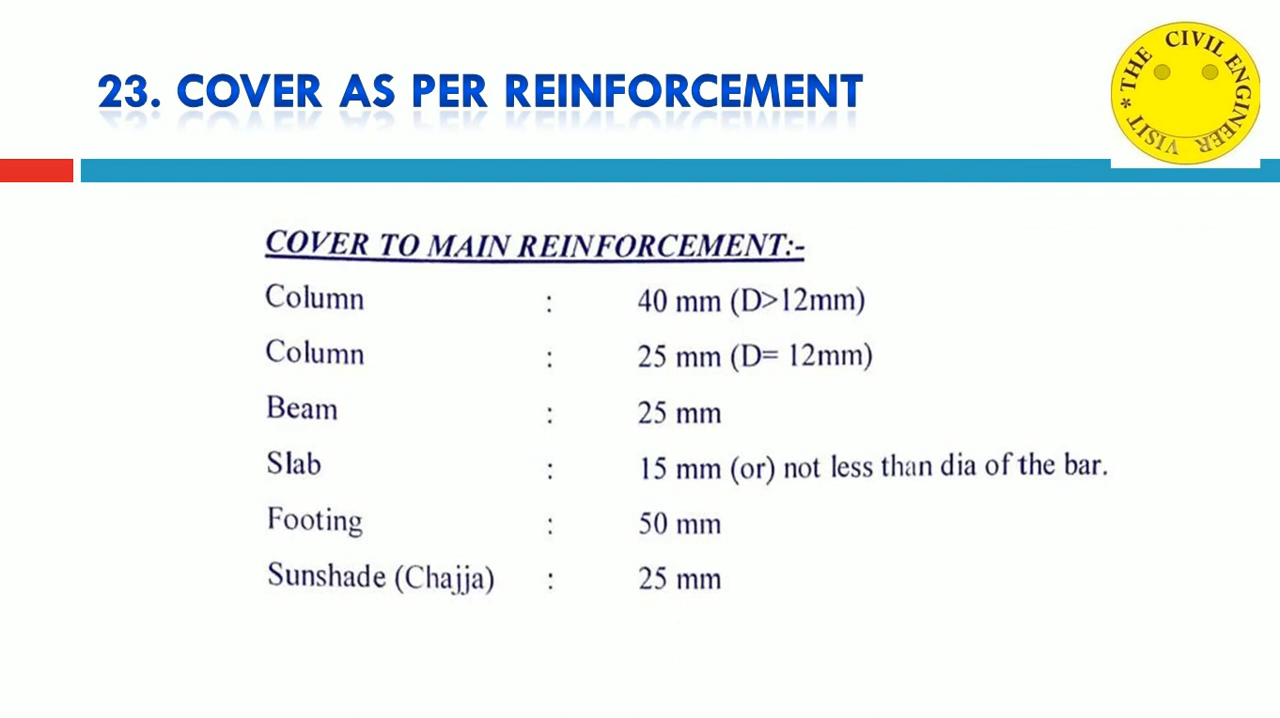 23. COVER AS PER REINFORCEMENT
* THE CIVIL ENGINEER VISIT
COVER TO MAIN REINFORCEMENT:-
Column : 40 mm (D>12mm)
Column : 25 mm (D= 12mm)
Beam : 25 mm
Slab : 15 mm (or) not less than dia of the bar.
Footing : 50 mm
Sunshade (Chajja) : 25 mm